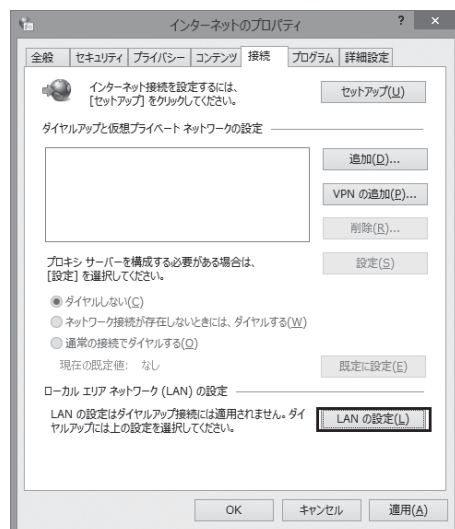 インターネットのプロパティ
? ×
全般 セキュリティ プライバシー コンテンツ 接続 プログラム 詳細設定
インターネット接続を設定するには、
[セットアップ] をクリックしてください。
セットアップ(U)
ダイヤルアップと仮想プライベート ネットワークの設定
追加(D)...
VPN の追加(P)...
削除(R)...
プロキシ サーバーを構成する必要がある場合は、
[設定] を選択してください。
設定(S)
ダイヤルしない(C)
ネットワーク接続が存在しないときには、ダイヤルする(W)
通常の接続でダイヤルする(O)
現在の既定値: なし
既定に設定(E)
ローカル エリア ネットワーク (LAN) の設定
LAN の設定はダイヤルアップ接続には適用されません。ダイ
ヤルアップには上の設定を選択してください。
LAN の設定(L)
OK キャンセル 適用(A)